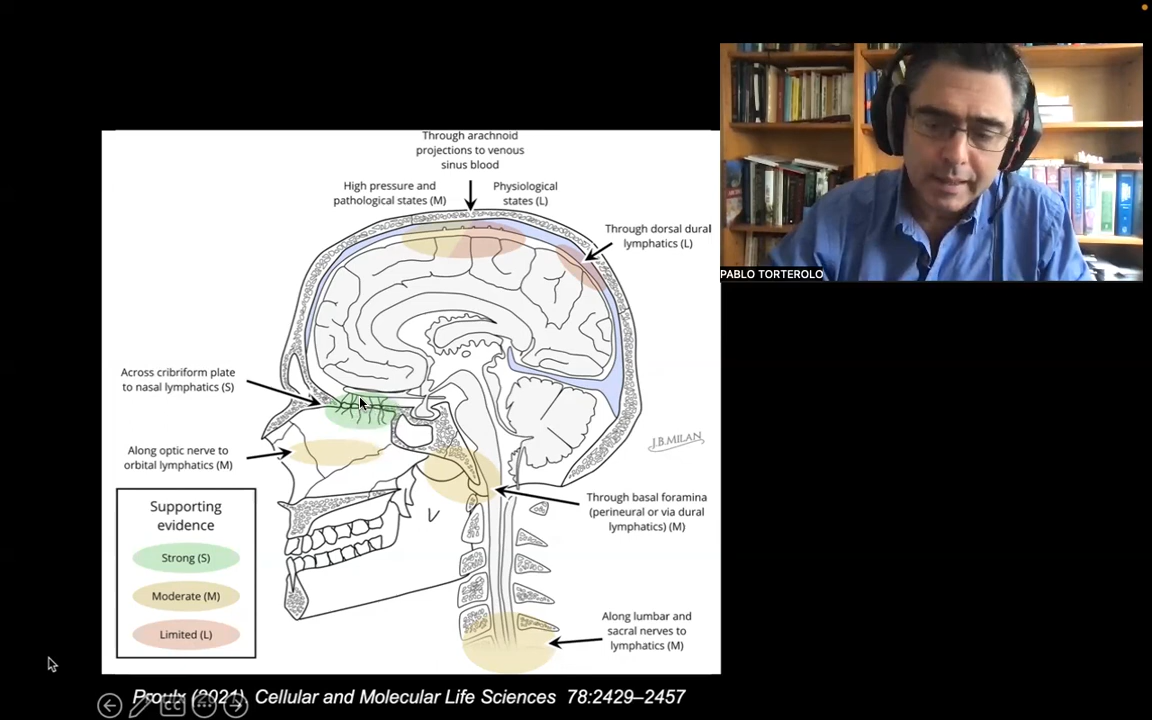 Through arachnoid
projections to venous
sinus blood
High pressure and
pathological states (M)
Physiological
states (L)
Through dorsal dural
lymphatics (L)
Across cribriform plate
to nasal lymphatics (S)
Along optic nerve to
orbital lymphatics (M)
J.B.MILAN
Through basal foramina
(perineural or via dural
lymphatics) (M)
Along lumbar and
sacral nerves to
lymphatics (M)
Supporting
evidence
Strong (S)
Moderate (M)
Limited (L)
Proulx (2021). Cellular and Molecular Life Sciences 78:2429–2457
PABLO TORTEROLO